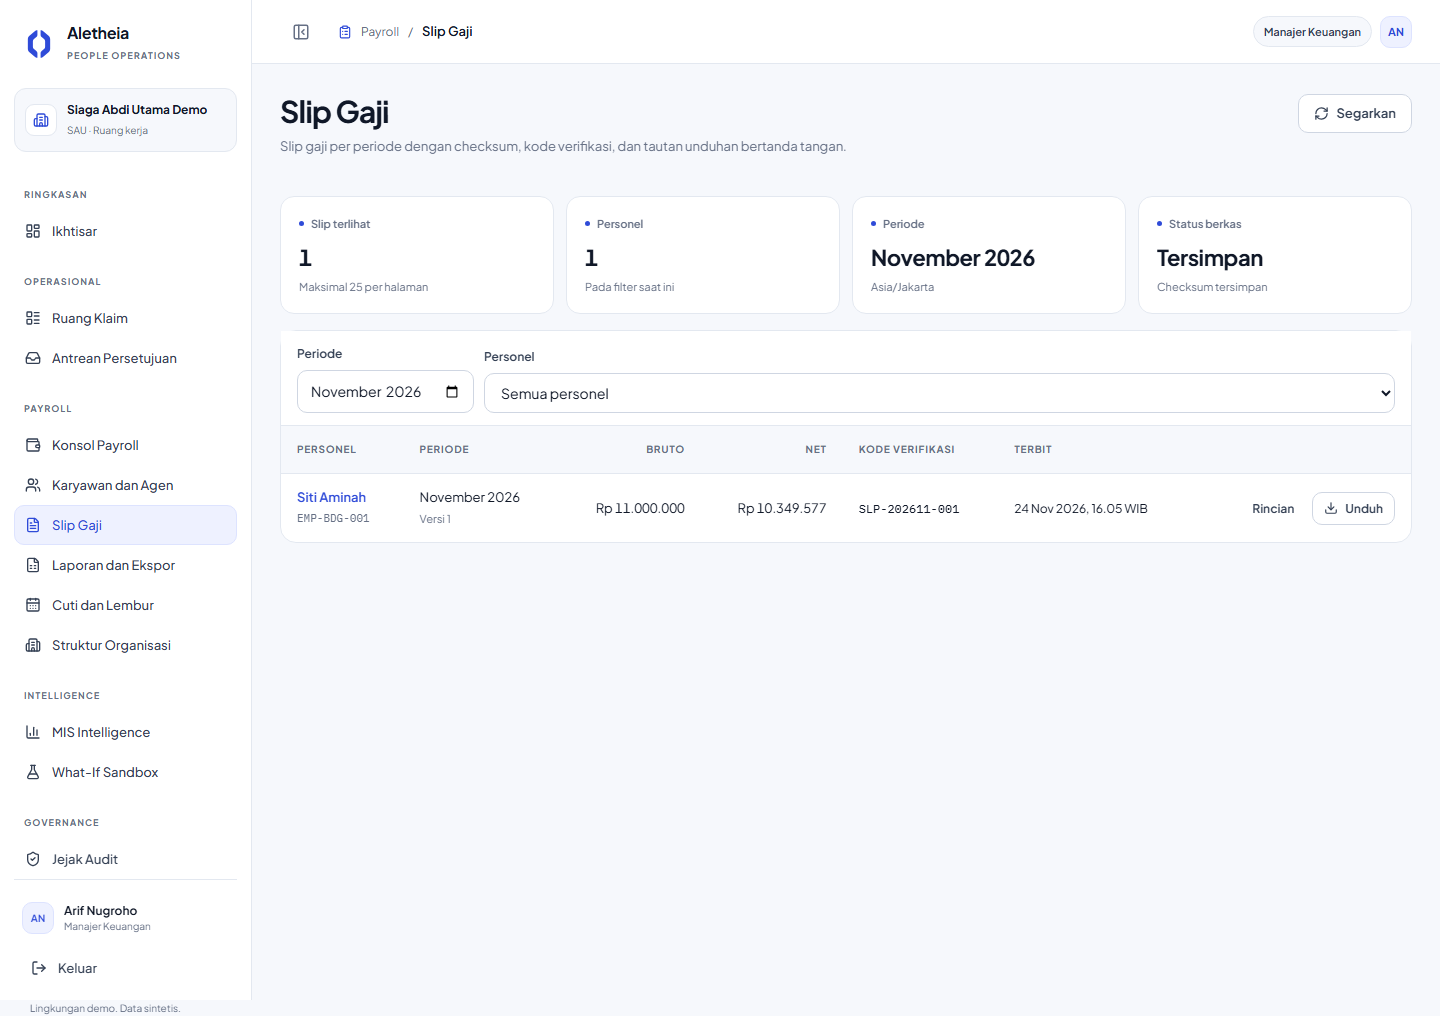 Aletheia
PEOPLE OPERATIONS
Siaga Abdi Utama Demo
SAU · Ruang kerja
RINGKASAN
Ikhtisar
OPERASIONAL
Ruang Klaim
Antrean Persetujuan
PAYROLL
Konsol Payroll
Karyawan dan Agen
Slip Gaji
Laporan dan Ekspor
Cuti dan Lembur
Struktur Organisasi
INTELLIGENCE
MIS Intelligence
What-If Sandbox
GOVERNANCE
Jejak Audit
AN
Arif Nugroho
Manajer Keuangan
Keluar
Lingkungan demo. Data sintetis.
Payroll / Slip Gaji
Manajer Keuangan AN
Slip Gaji
Slip gaji per periode dengan checksum, kode verifikasi, dan tautan unduhan bertanda tangan.
Segarkan
Slip terlihat
1
Maksimal 25 per halaman
Personel
1
Pada filter saat ini
Periode
November 2026
Asia/Jakarta
Status berkas
Tersimpan
Checksum tersimpan
Periode
November 2026
Personel
Semua personel
PERSONEL PERIODE BRUTO NET KODE VERIFIKASI TERBIT
Siti Aminah November 2026 Rp 11.000.000 Rp 10.349.577 SLP-202611-001 24 Nov 2026, 16.05 WIB Rincian Unduh
EMP-BDG-001 Versi 1